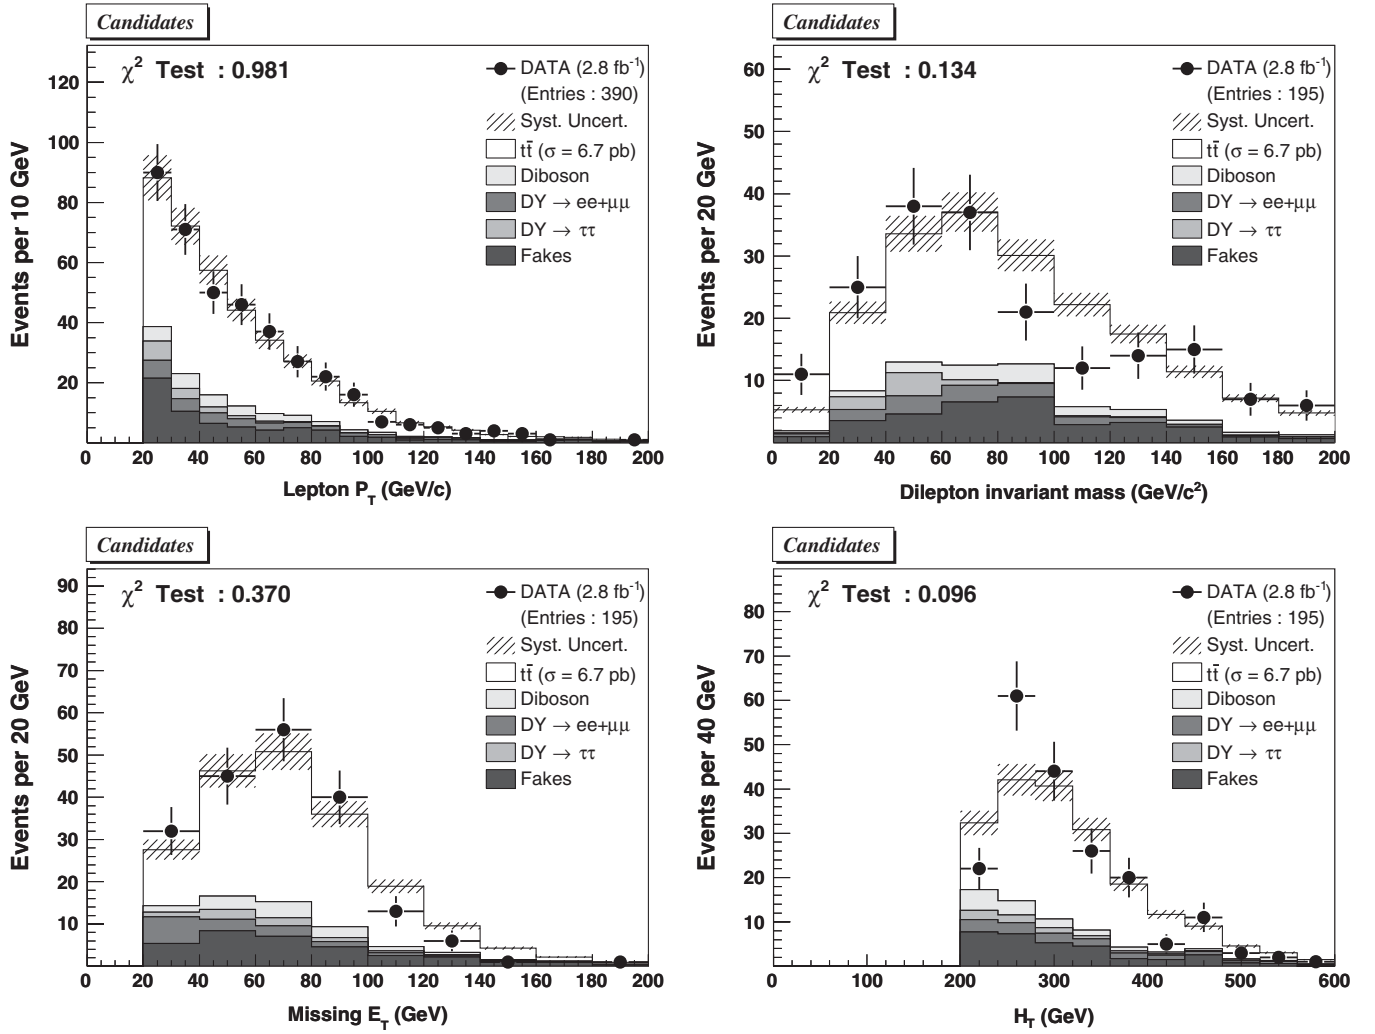 Candidates
χ² Test : 0.981
DATA (2.8 fb⁻¹)
(Entries : 390)
Syst. Uncert.
tt̄ (σ = 6.7 pb)
Diboson
DY → ee+μμ
DY → ττ
Fakes
Events per 10 GeV
120
100
80
60
40
20
0 20 40 60 80 100 120 140 160 180 200
Lepton P_T (GeV/c)
Candidates
χ² Test : 0.134
DATA (2.8 fb⁻¹)
(Entries : 195)
Syst. Uncert.
tt̄ (σ = 6.7 pb)
Diboson
DY → ee+μμ
DY → ττ
Fakes
Events per 20 GeV
60
50
40
30
20
10
0 20 40 60 80 100 120 140 160 180 200
Dilepton invariant mass (GeV/c²)
Candidates
χ² Test : 0.370
DATA (2.8 fb⁻¹)
(Entries : 195)
Syst. Uncert.
tt̄ (σ = 6.7 pb)
Diboson
DY → ee+μμ
DY → ττ
Fakes
Events per 20 GeV
90
80
70
60
50
40
30
20
10
0 20 40 60 80 100 120 140 160 180 200
Missing E_T (GeV)
Candidates
χ² Test : 0.096
DATA (2.8 fb⁻¹)
(Entries : 195)
Syst. Uncert.
tt̄ (σ = 6.7 pb)
Diboson
DY → ee+μμ
DY → ττ
Fakes
Events per 40 GeV
80
70
60
50
40
30
20
10
0 100 200 300 400 500 600
H_T (GeV)